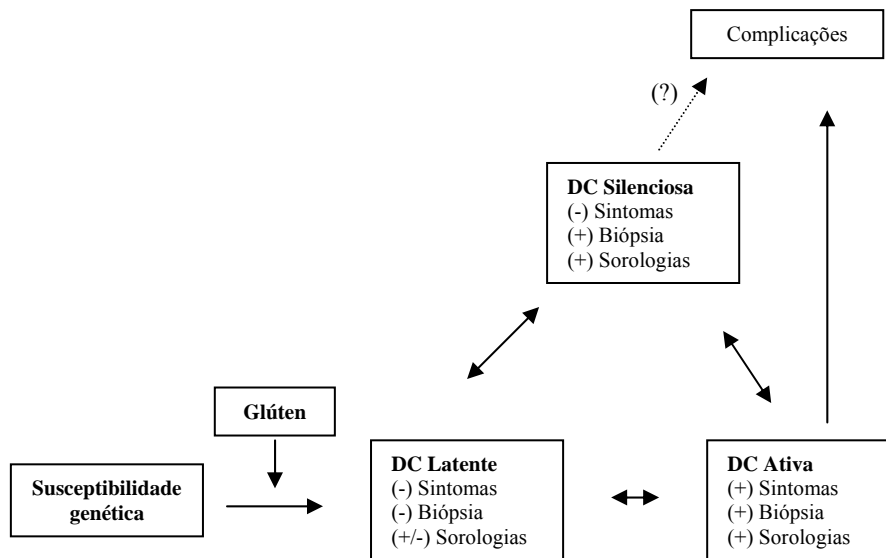 Complicações
(?)
DC Silenciosa
(-) Sintomas
(+) Biópsia
(+) Sorologias
Glúten
Susceptibilidade
genética
DC Latente
(-) Sintomas
(-) Biópsia
(+/-) Sorologias
DC Ativa
(+) Sintomas
(+) Biópsia
(+) Sorologias